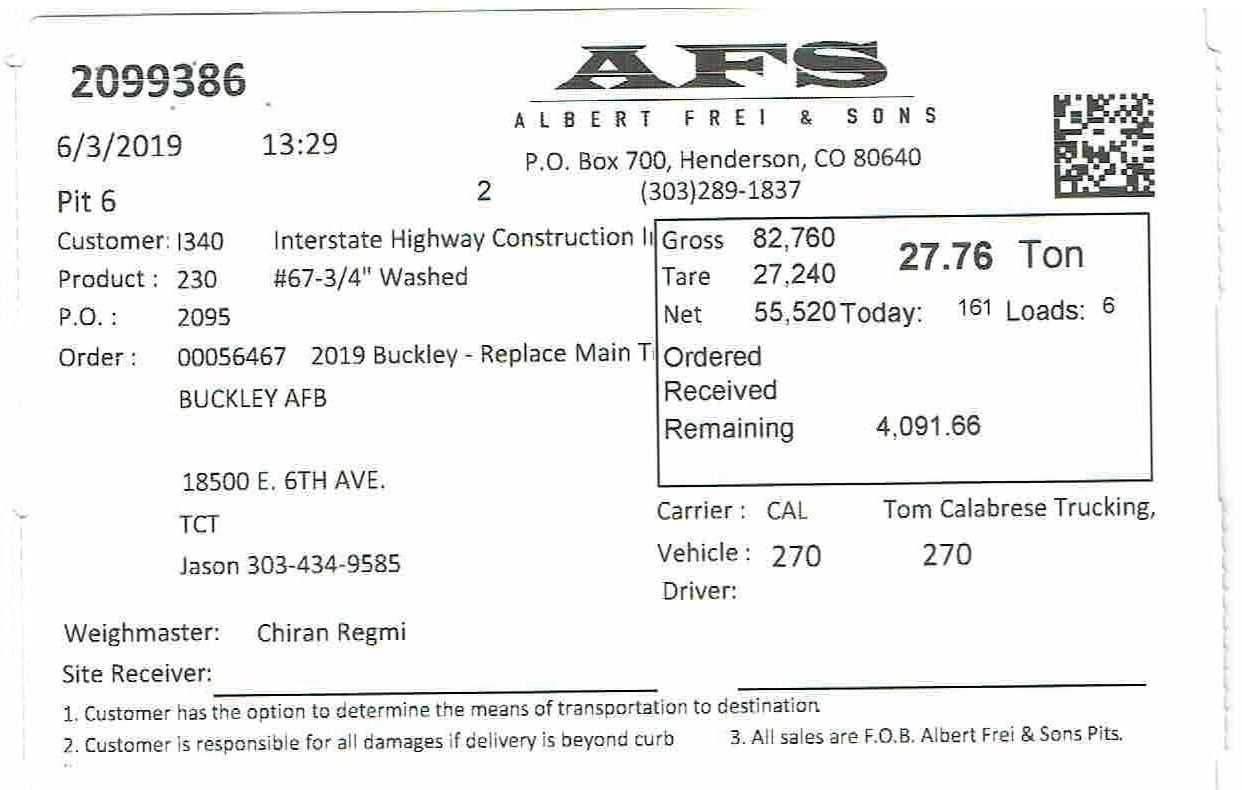 2099386
AFS
ALBERT FREI & SONS
6/3/2019 13:29
P.O. Box 700, Henderson, CO 80640
Pit 6 2 (303)289-1837
Customer: I340 Interstate Highway Construction I
Gross 82,760 27.76 Ton
Product : 230 #67-3/4" Washed
Tare 27,240
P.O. : 2095
Net 55,520 Today: 161 Loads: 6
Order : 00056467 2019 Buckley - Replace Main T
Ordered
BUCKLEY AFB
Received
Remaining 4,091.66
18500 E. 6TH AVE.
Carrier : CAL Tom Calabrese Trucking,
TCT
Vehicle : 270 270
Jason 303-434-9585
Driver:
Weighmaster: Chiran Regmi
Site Receiver:
1. Customer has the option to determine the means of transportation to destination
2. Customer is responsible for all damages if delivery is beyond curb 3. All sales are F.O.B. Albert Frei & Sons Pits.